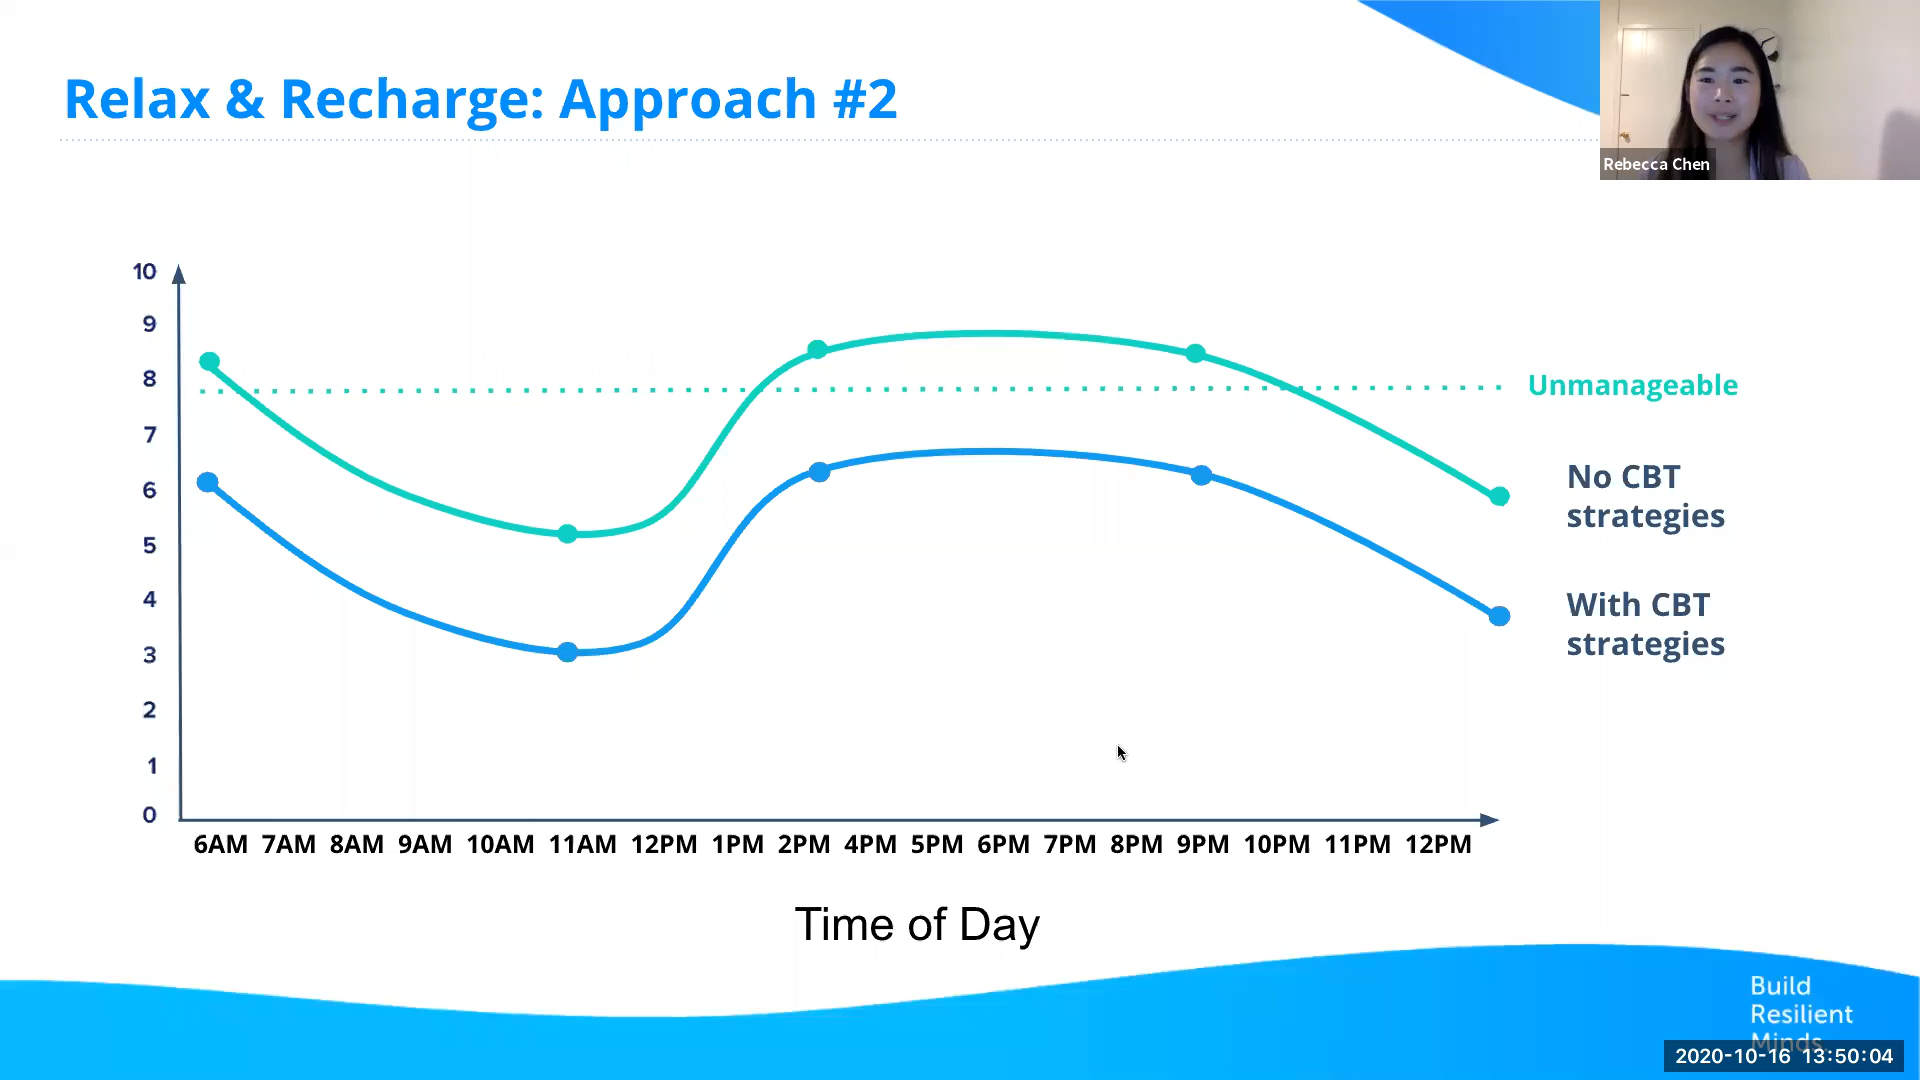 Relax & Recharge: Approach #2
Rebecca Chen
10
9
8
7
6
5
4
3
2
1
0
Unmanageable
No CBT
strategies
With CBT
strategies
6AM 7AM 8AM 9AM 10AM 11AM 12PM 1PM 2PM 4PM 5PM 6PM 7PM 8PM 9PM 10PM 11PM 12PM
Time of Day
Build
Resilient
Minds
2020-10-16 13:50:04